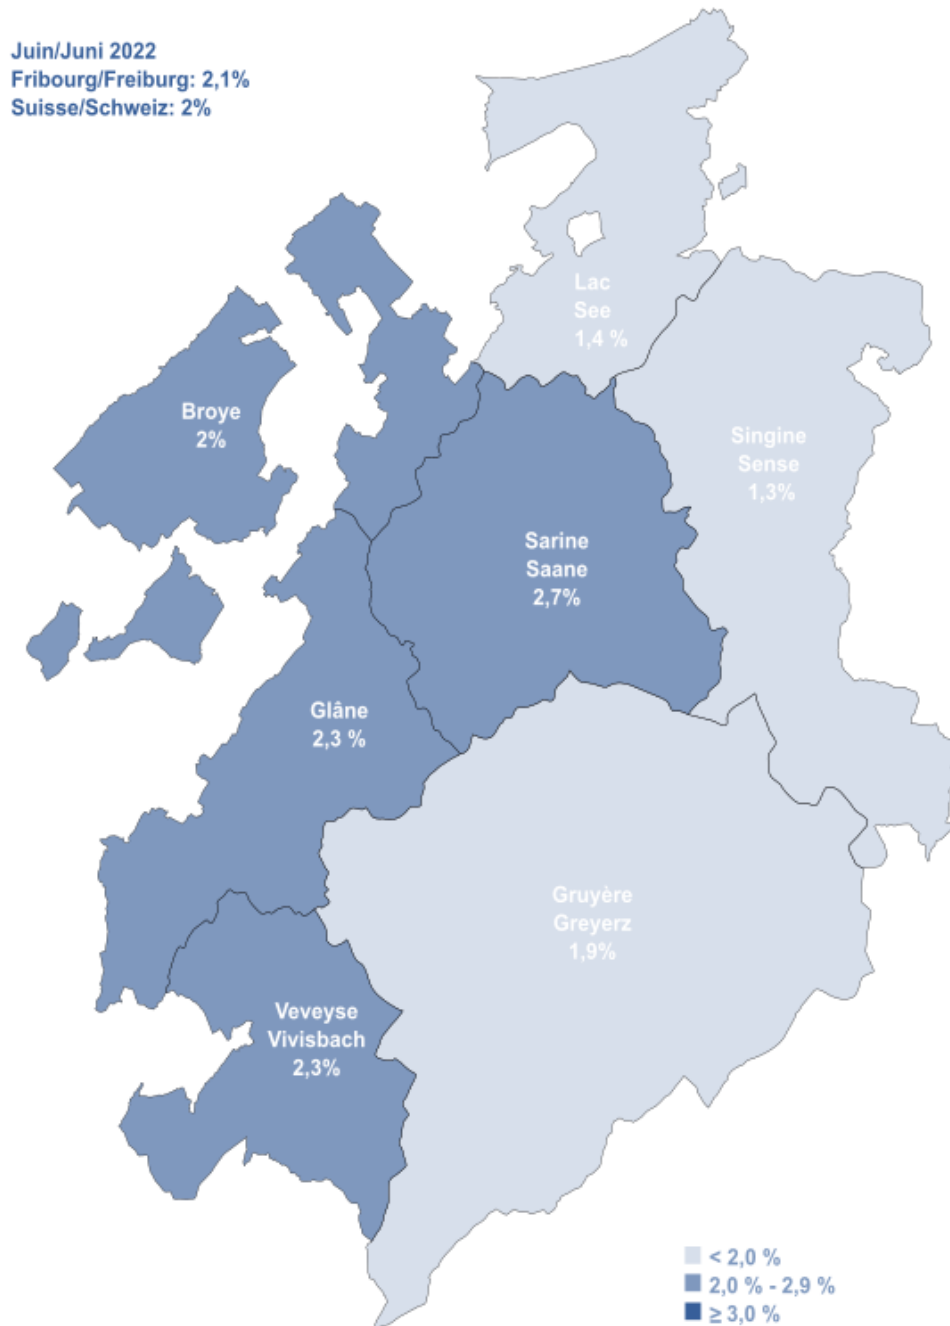 Juin/Juni 2022
Fribourg/Freiburg: 2,1%
Suisse/Schweiz: 2%
Lac
See
1,4 %
Broye
2%
Singine
Sense
1,3%
Sarine
Saane
2,7%
Glâne
2,3 %
Gruyère
Greyerz
1,9%
Veveyse
Vivisbach
2,3%
< 2,0 %
2,0 % - 2,9 %
≥ 3,0 %